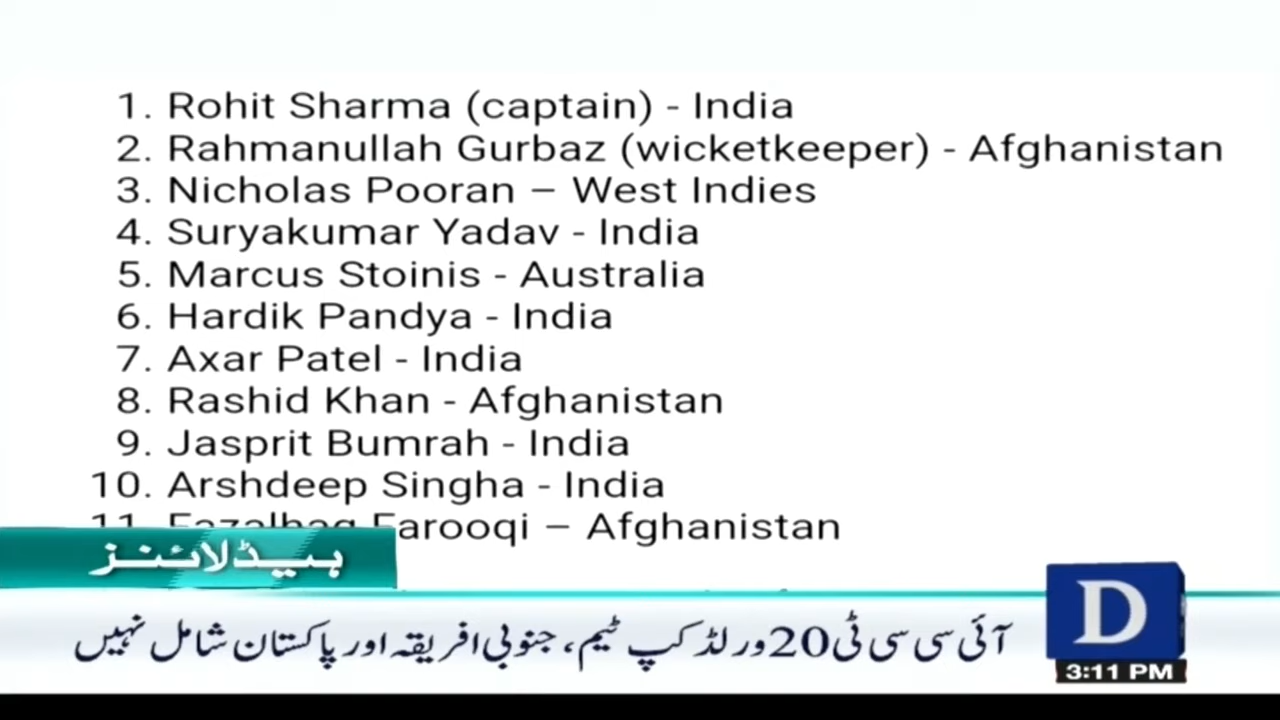 1. Rohit Sharma (captain) - India
2. Rahmanullah Gurbaz (wicketkeeper) - Afghanistan
3. Nicholas Pooran – West Indies
4. Suryakumar Yadav - India
5. Marcus Stoinis - Australia
6. Hardik Pandya - India
7. Axar Patel - India
8. Rashid Khan - Afghanistan
9. Jasprit Bumrah - India
10. Arshdeep Singha - India
11. Fazalhaq Farooqi – Afghanistan
ہیڈلائنز
آئی سی سی ٹی 20 ورلڈ کپ ٹیم، جنوبی افریقہ اور پاکستان شامل نہیں
D
3:11 PM